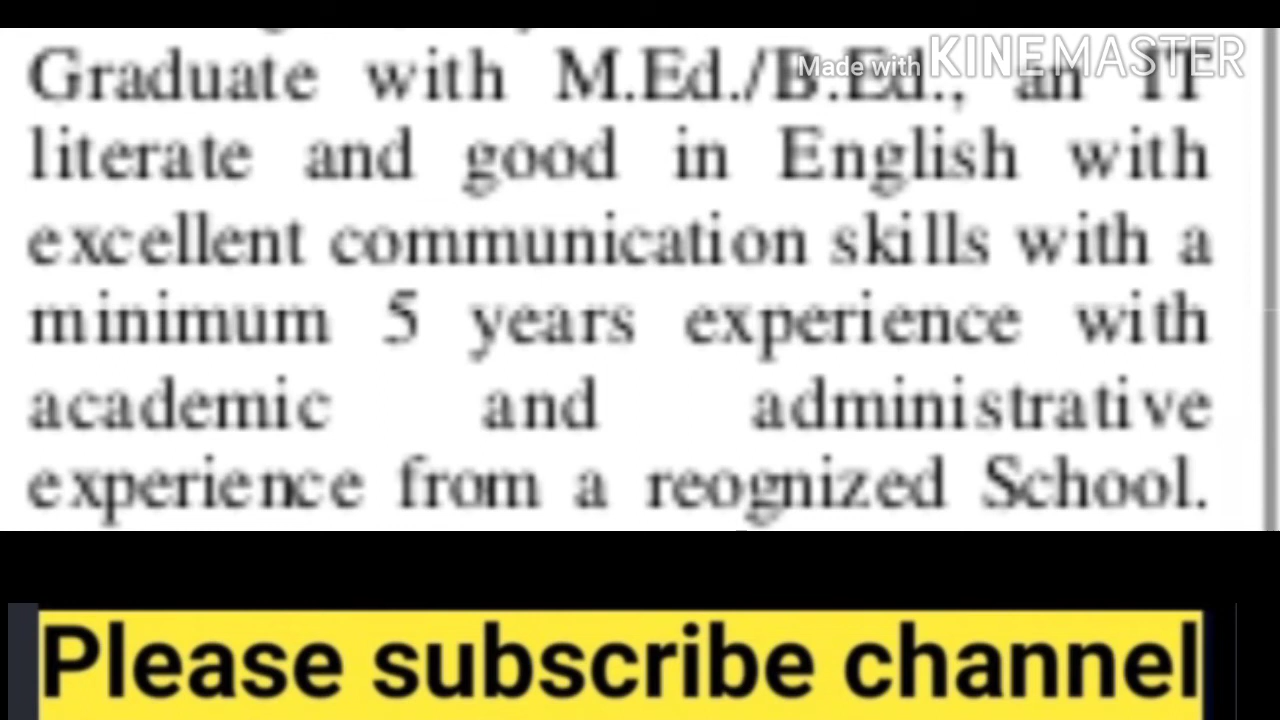 Graduate with M.Ed./B.Ed., an IT
Made with KINEMASTER
literate and good in English with
excellent communication skills with a
minimum 5 years experience with
academic and administrative
experience from a reognized School.
Please subscribe channel